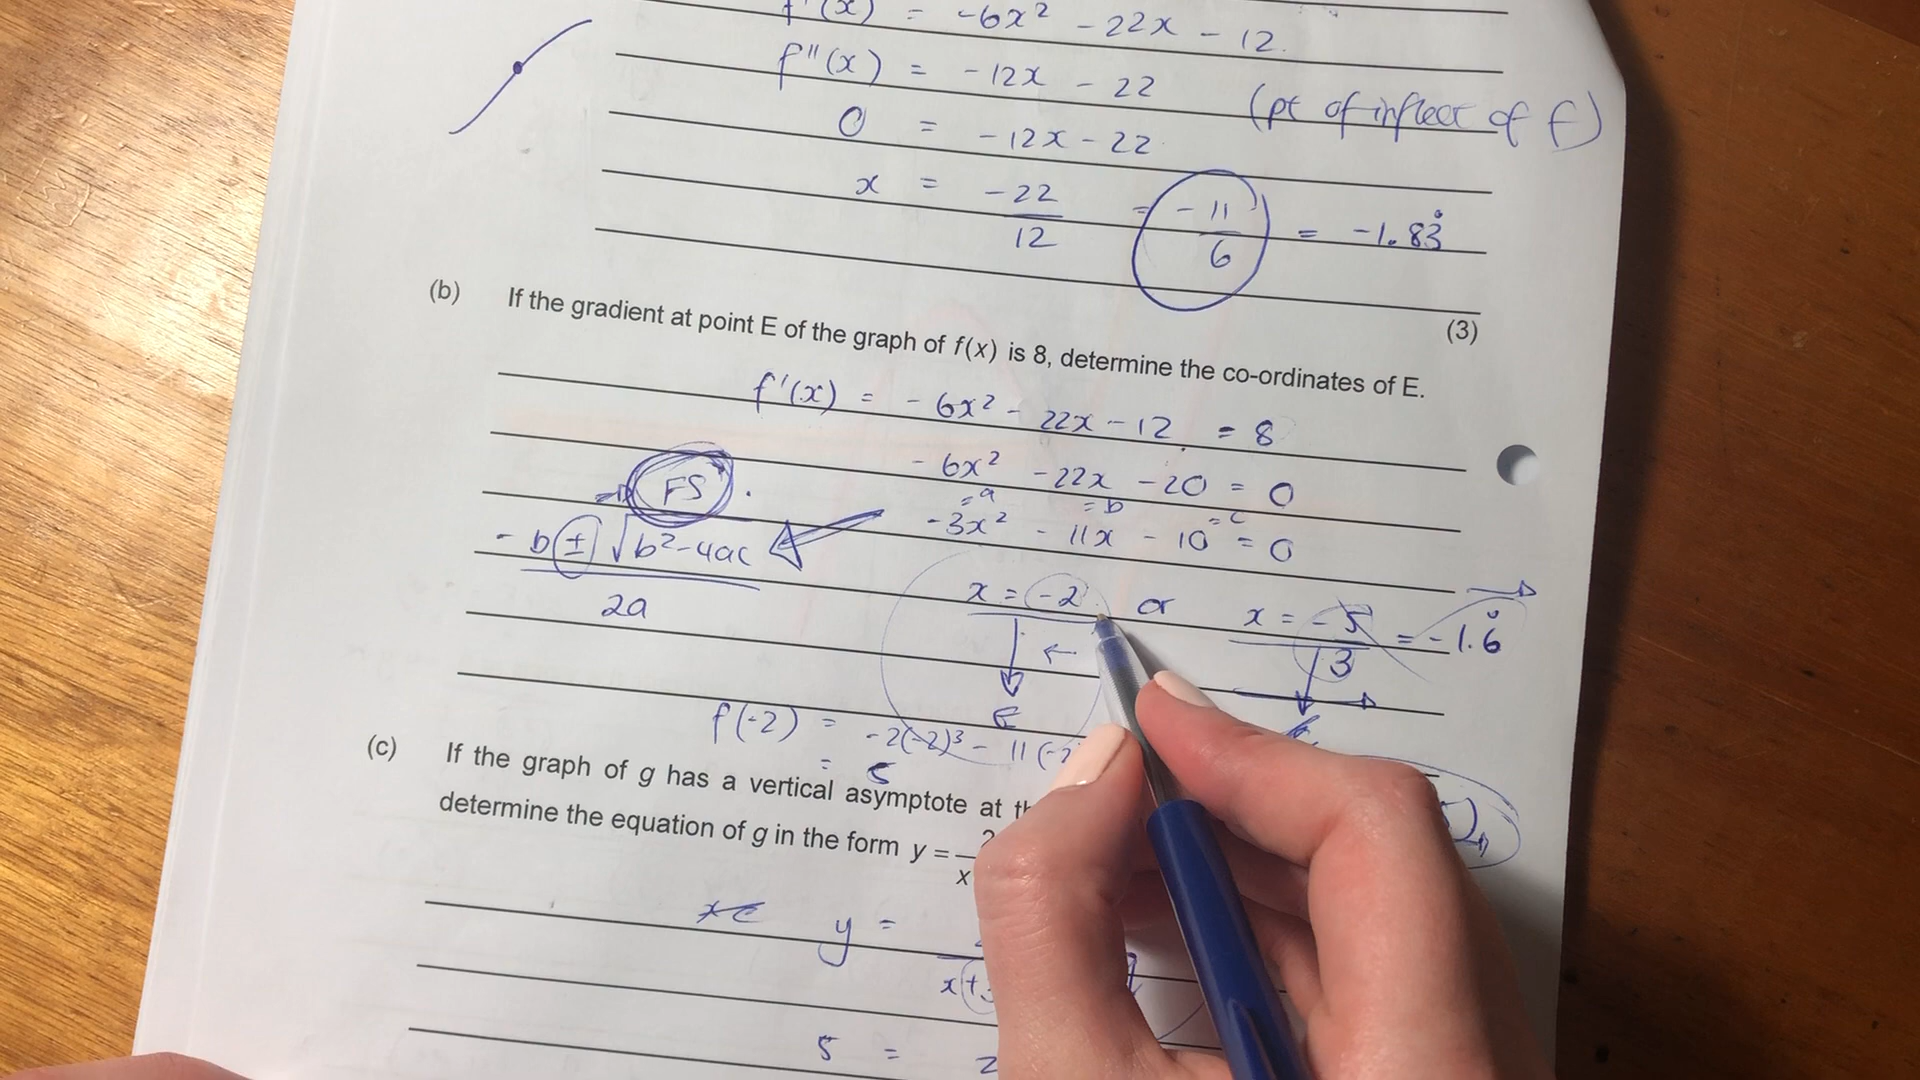 f'(x) = -6x² - 22x - 12.
f''(x) = -12x - 22 (pt of inflect of f)
0 = -12x - 22
x = -22/12 = -11/6 = -1.83̇
(3)
(b) If the gradient at point E of the graph of f(x) is 8, determine the co-ordinates of E.
f'(x) = -6x² - 22x - 12 = 8
-6x² - 22x - 20 = 0
FS.
=a =b =c
-3x² - 11x - 10 = 0
-b ± √b²-4ac
2a
x = -2 or x = -5/3 = -1.6̇
E
f(-2) = -2(-2)³ - 11(-2
= 5
(c) If the graph of g has a vertical asymptote at
determine the equation of g in the form y =
x
y =
x+
5 = 2